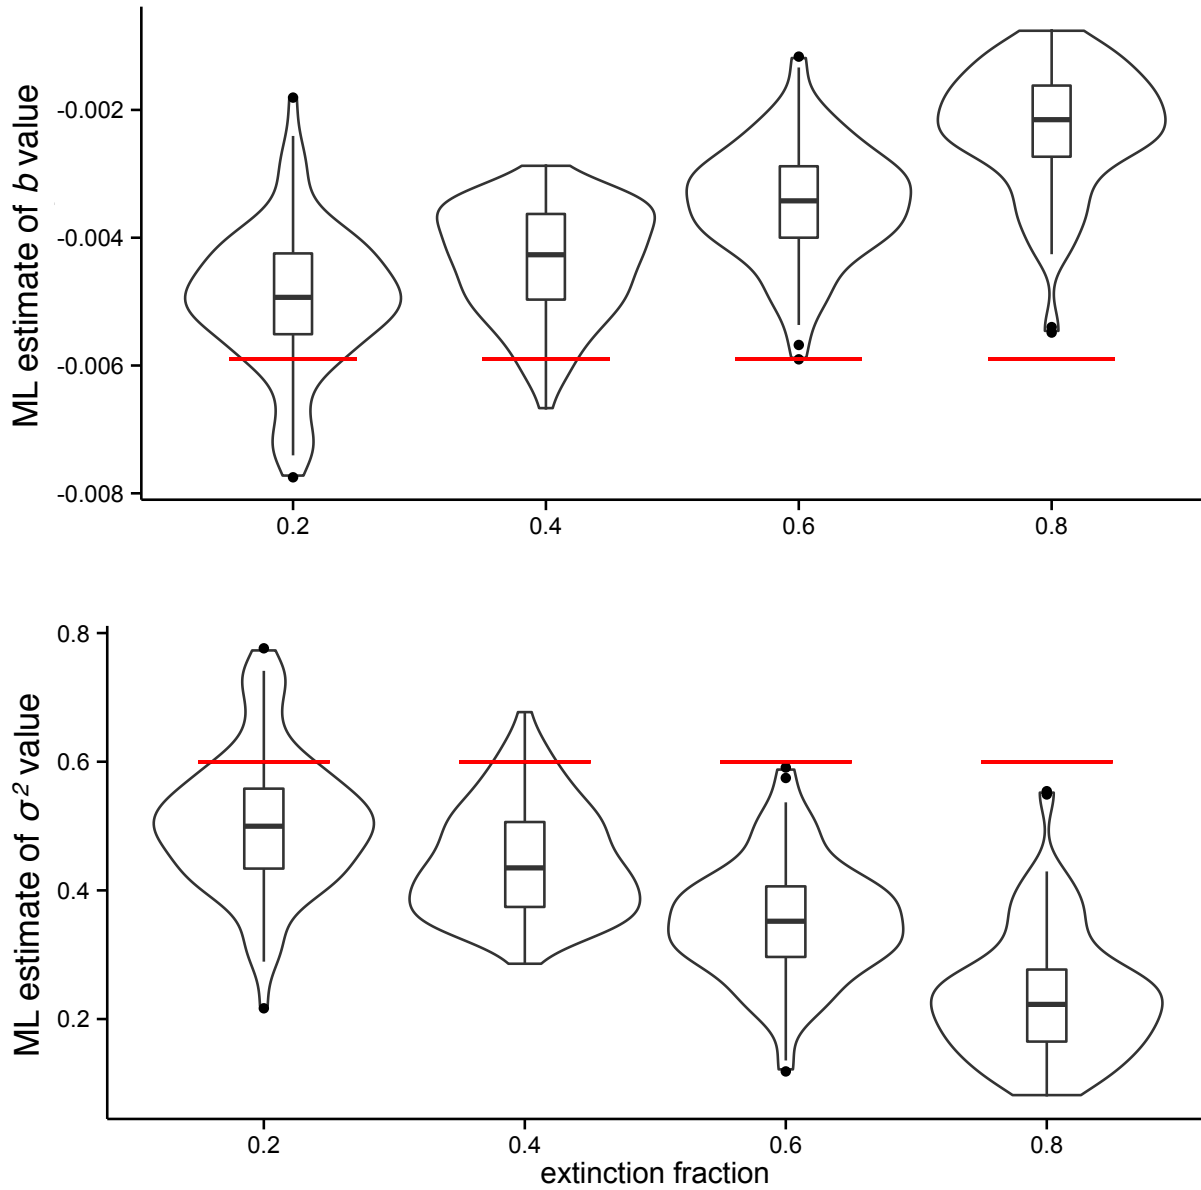 ML estimate of b value
-0.002
-0.004
-0.006
-0.008
0.2 0.4 0.6 0.8
ML estimate of σ² value
0.8
0.6
0.4
0.2
0.2 0.4 0.6 0.8
extinction fraction